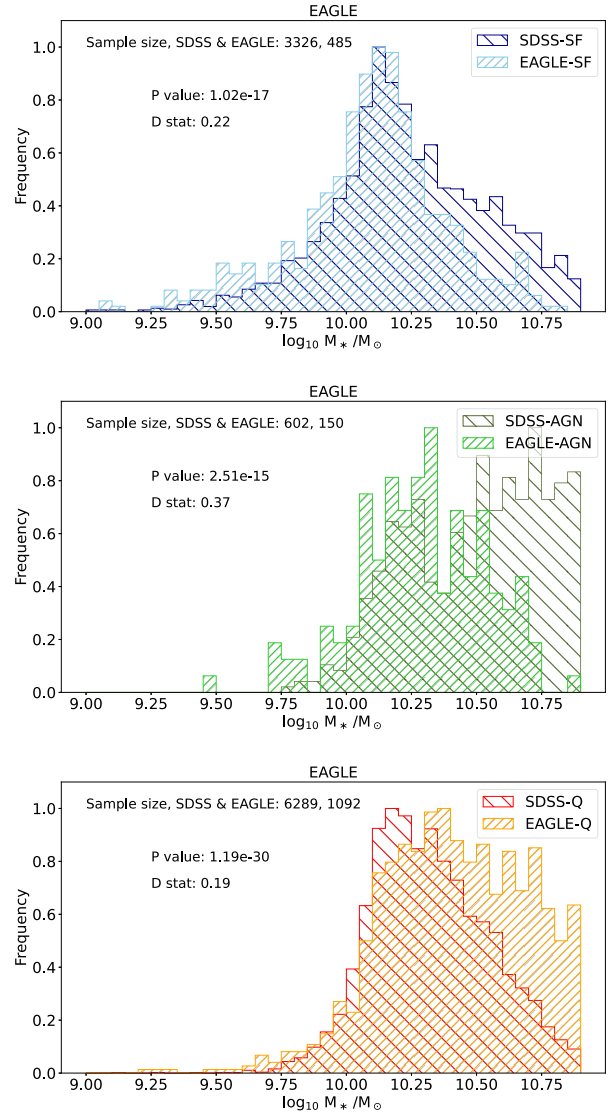 EAGLE
Sample size, SDSS & EAGLE: 3326, 485
SDSS-SF
EAGLE-SF
P value: 1.02e-17
D stat: 0.22
Frequency
1.0
0.8
0.6
0.4
0.2
0.0
9.00 9.25 9.50 9.75 10.00 10.25 10.50 10.75
log₁₀ M∗ /M⊙
EAGLE
Sample size, SDSS & EAGLE: 602, 150
SDSS-AGN
EAGLE-AGN
P value: 2.51e-15
D stat: 0.37
Frequency
1.0
0.8
0.6
0.4
0.2
0.0
9.00 9.25 9.50 9.75 10.00 10.25 10.50 10.75
log₁₀ M∗ /M⊙
EAGLE
Sample size, SDSS & EAGLE: 6289, 1092
SDSS-Q
EAGLE-Q
P value: 1.19e-30
D stat: 0.19
Frequency
1.0
0.8
0.6
0.4
0.2
0.0
9.00 9.25 9.50 9.75 10.00 10.25 10.50 10.75
log₁₀ M∗ /M⊙